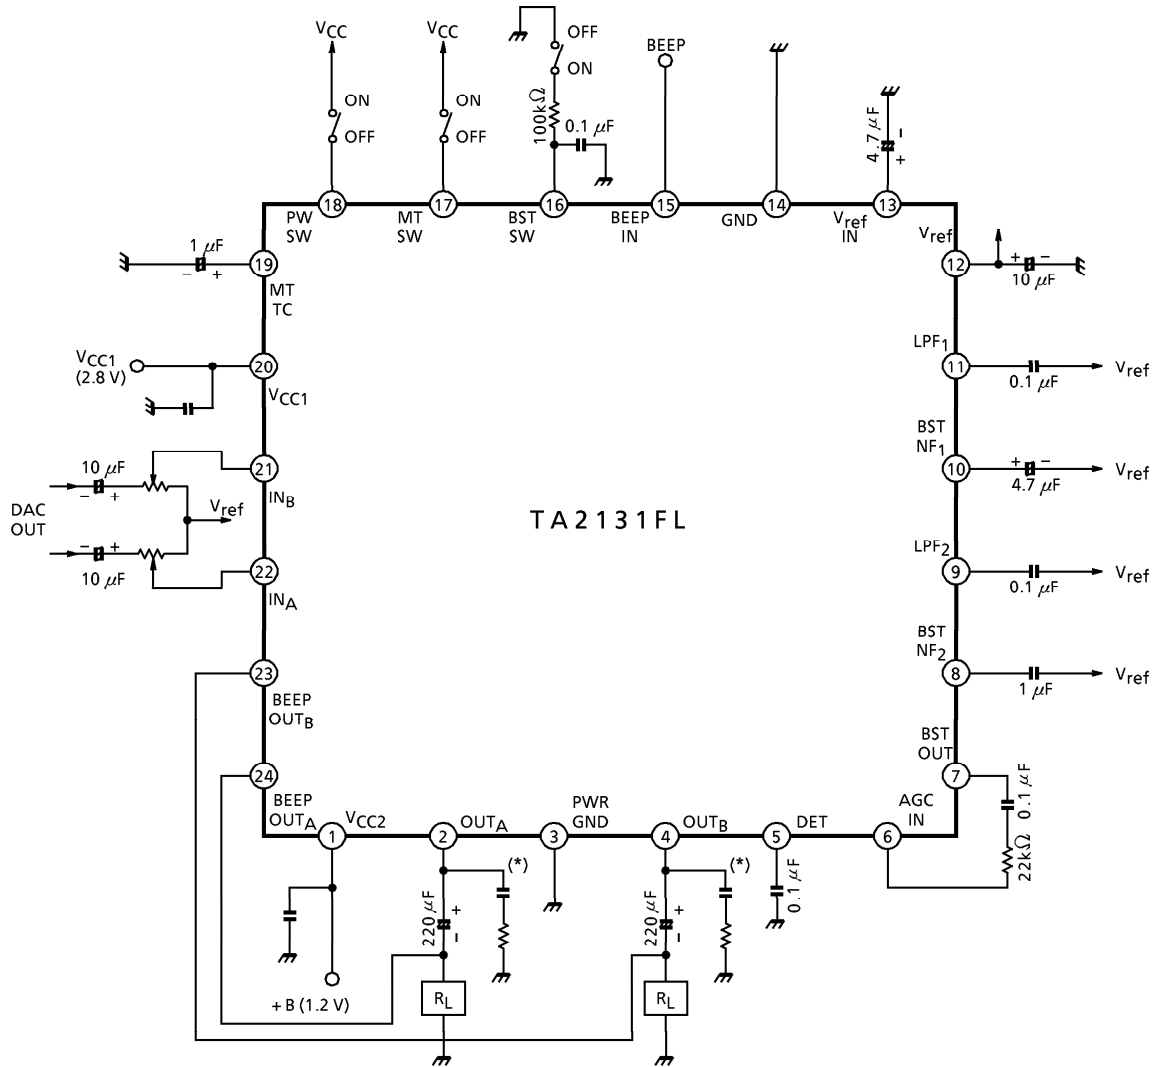 VCC
VCC
OFF
ON
BEEP
ON
OFF
ON
OFF
100kΩ
0.1 μF
4.7 μF
−
+
18
17
16
15
14
13
PW
SW
MT
SW
BST
SW
BEEP
IN
GND
Vref
IN
Vref
1 μF
− +
19
MT
TC
12
+ −
10 μF
VCC1
(2.8 V)
20
VCC1
LPF1
11
0.1 μF
Vref
10 μF
− +
21
INB
DAC
OUT
Vref
− +
10 μF
22
INA
BST
NF1
10
+ −
4.7 μF
Vref
TA2131FL
LPF2
9
0.1 μF
Vref
23
BEEP
OUTB
BST
NF2
8
1 μF
Vref
24
BEEP
OUTA
BST
OUT
7
0.1 μF
22kΩ
VCC2
1
OUTA
2
PWR
GND
3
OUTB
4
DET
5
AGC
IN
6
(*)
(*)
0.1 μF
220 μF
+
−
220 μF
+
−
+B (1.2 V)
RL
RL